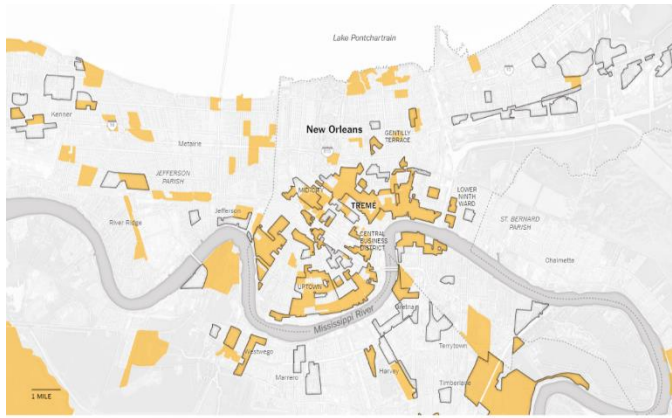 Lake Pontchartrain
Kenner
New Orleans
GENTILLY
TERRACE
Metairie
JEFFERSON
PARISH
MID-CITY
LOWER
NINTH
WARD
TREMÉ
River Ridge
Jefferson
ST. BERNARD
PARISH
CENTRAL
BUSINESS
DISTRICT
Chalmette
UPTOWN
Mississippi River
Gretna
Westwego
Terrytown
Marrero
Harvey
Timberlane
1 MILE